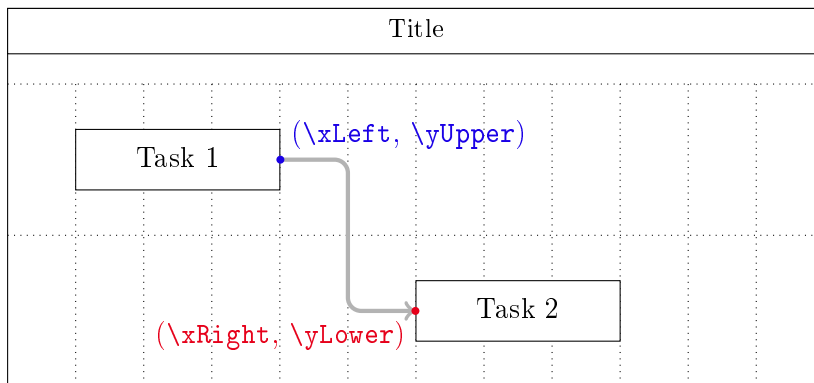 Title
(\xLeft, \yUpper)
Task 1
Task 2
(\xRight, \yLower)